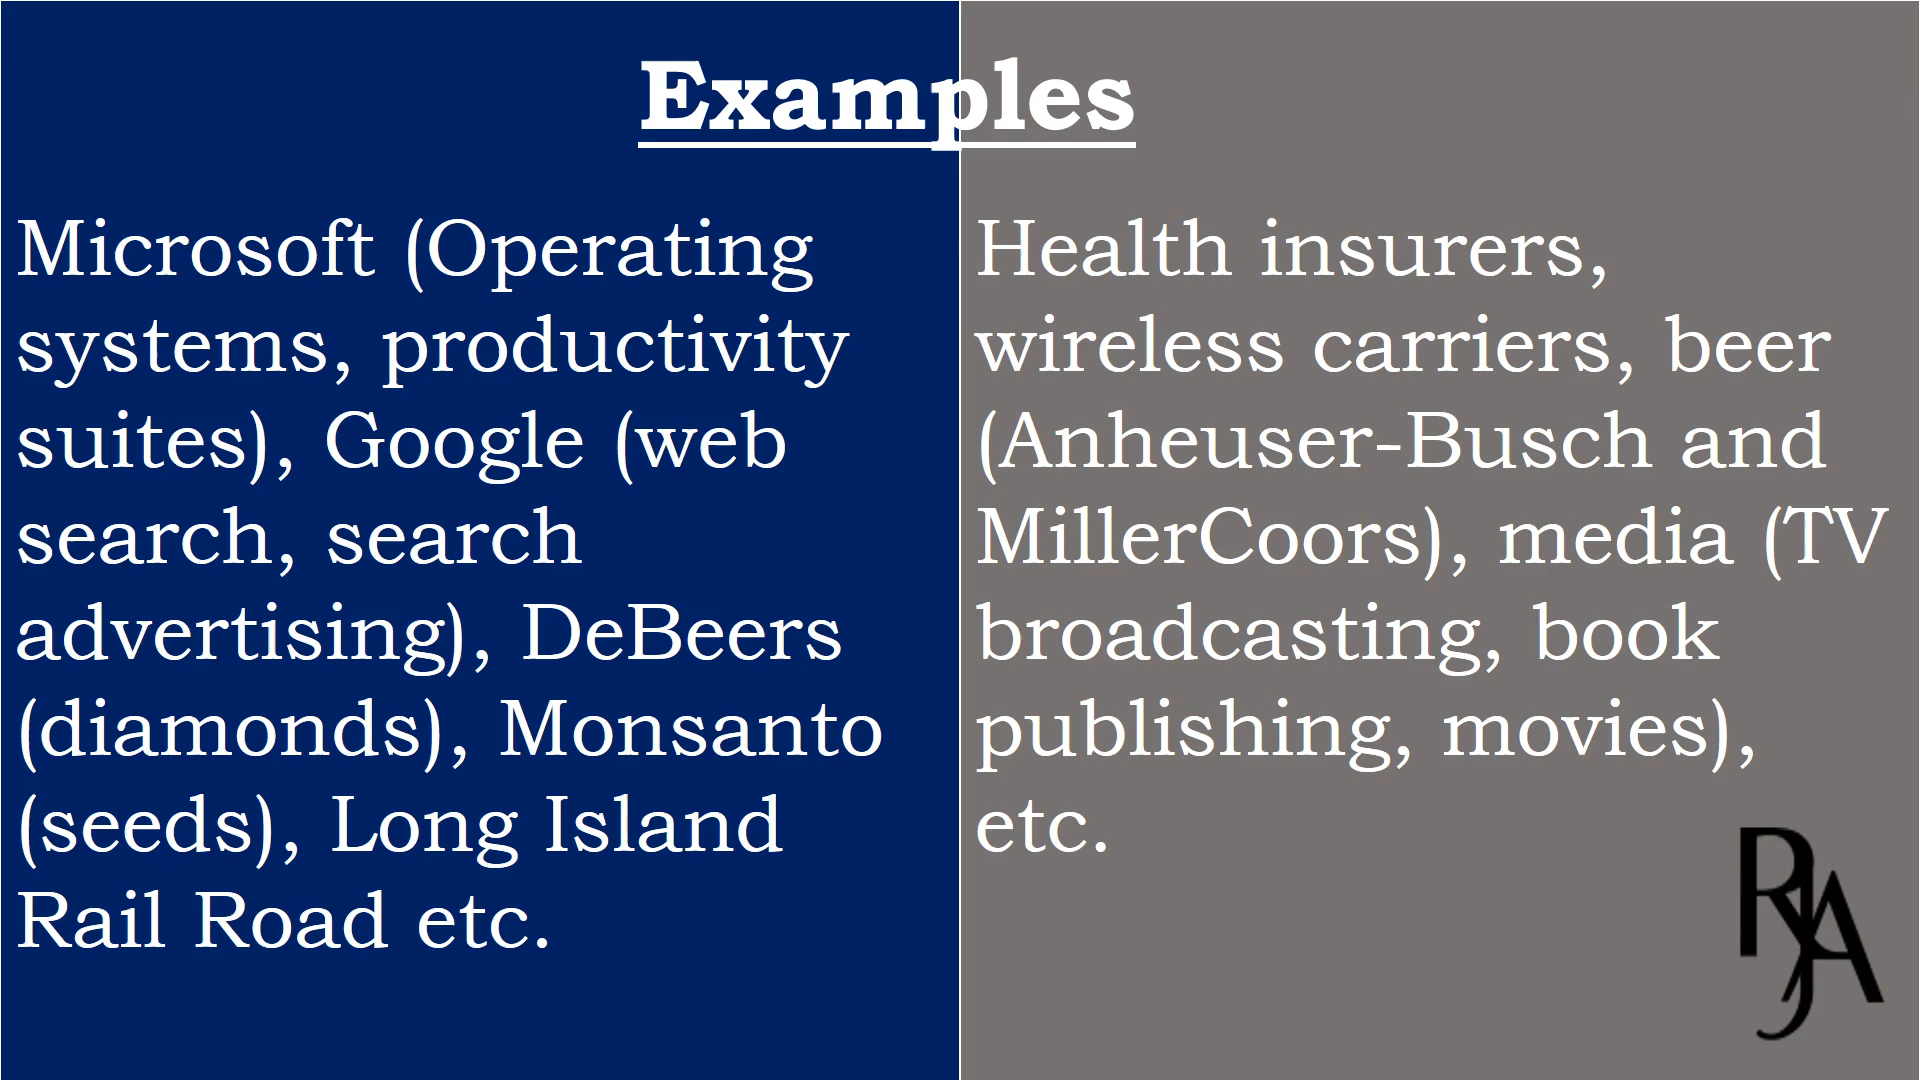 Examples
Microsoft (Operating
systems, productivity
suites), Google (web
search, search
advertising), DeBeers
(diamonds), Monsanto
(seeds), Long Island
Rail Road etc.
Health insurers,
wireless carriers, beer
(Anheuser-Busch and
MillerCoors), media (TV
broadcasting, book
publishing, movies),
etc.
RJA